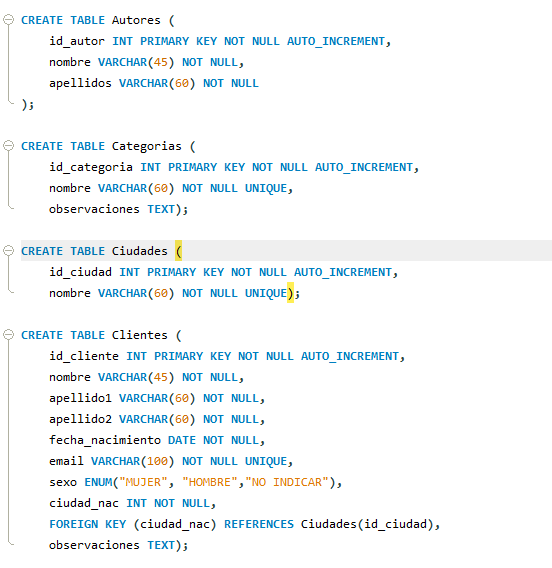 CREATE TABLE Autores (
id_autor INT PRIMARY KEY NOT NULL AUTO_INCREMENT,
nombre VARCHAR(45) NOT NULL,
apellidos VARCHAR(60) NOT NULL
);
CREATE TABLE Categorias (
id_categoria INT PRIMARY KEY NOT NULL AUTO_INCREMENT,
nombre VARCHAR(60) NOT NULL UNIQUE,
observaciones TEXT);
CREATE TABLE Ciudades (
id_ciudad INT PRIMARY KEY NOT NULL AUTO_INCREMENT,
nombre VARCHAR(60) NOT NULL UNIQUE);
CREATE TABLE Clientes (
id_cliente INT PRIMARY KEY NOT NULL AUTO_INCREMENT,
nombre VARCHAR(45) NOT NULL,
apellido1 VARCHAR(60) NOT NULL,
apellido2 VARCHAR(60) NOT NULL,
fecha_nacimiento DATE NOT NULL,
email VARCHAR(100) NOT NULL UNIQUE,
sexo ENUM("MUJER", "HOMBRE","NO INDICAR"),
ciudad_nac INT NOT NULL,
FOREIGN KEY (ciudad_nac) REFERENCES Ciudades(id_ciudad),
observaciones TEXT);